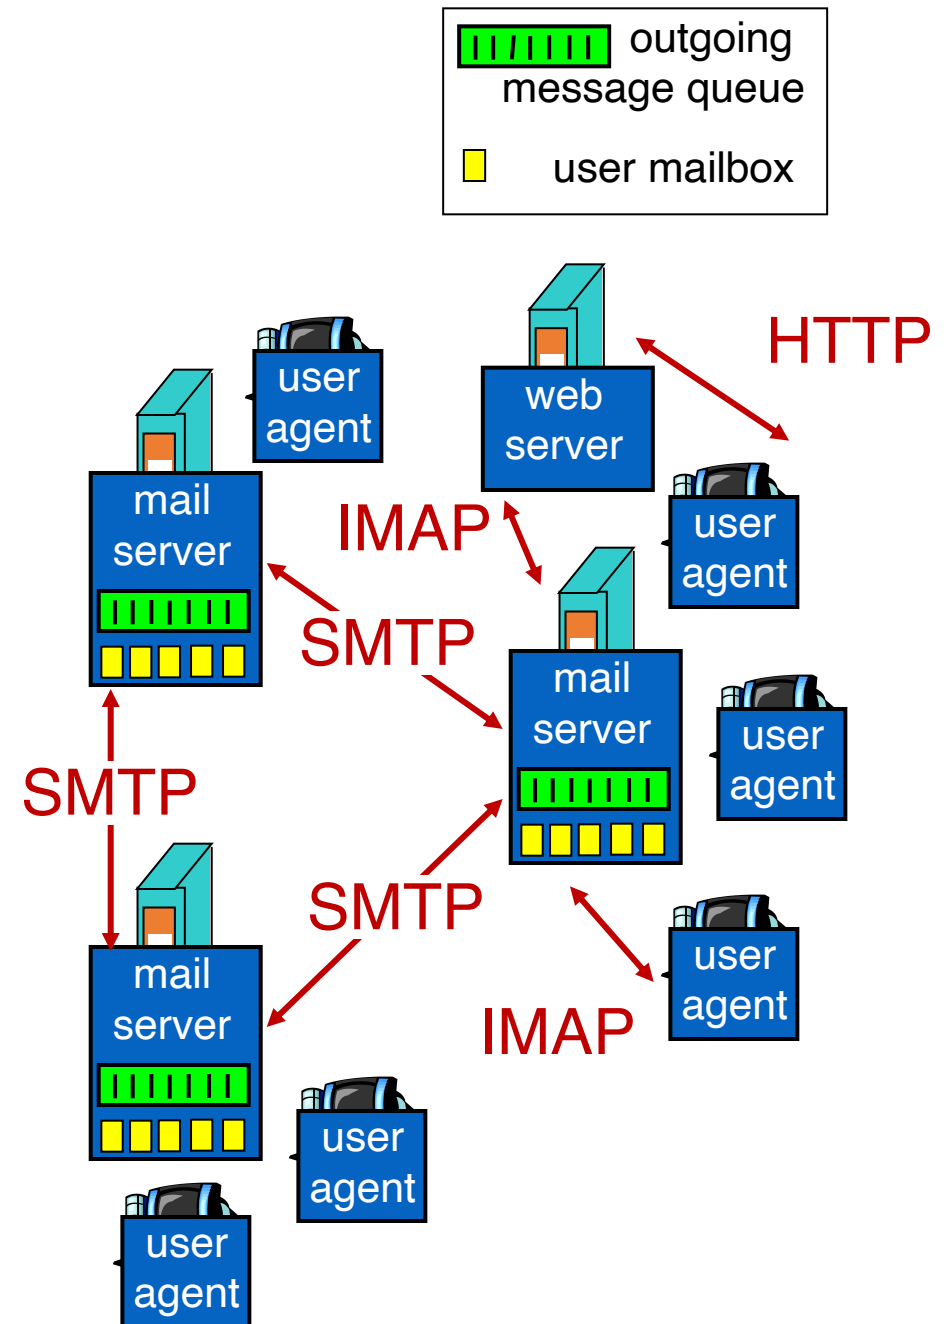 outgoing
message queue
user mailbox
HTTP
user
agent
web
server
mail
server
IMAP
user
agent
SMTP
mail
server
user
agent
SMTP
SMTP
user
agent
mail
server
IMAP
user
agent
user
agent